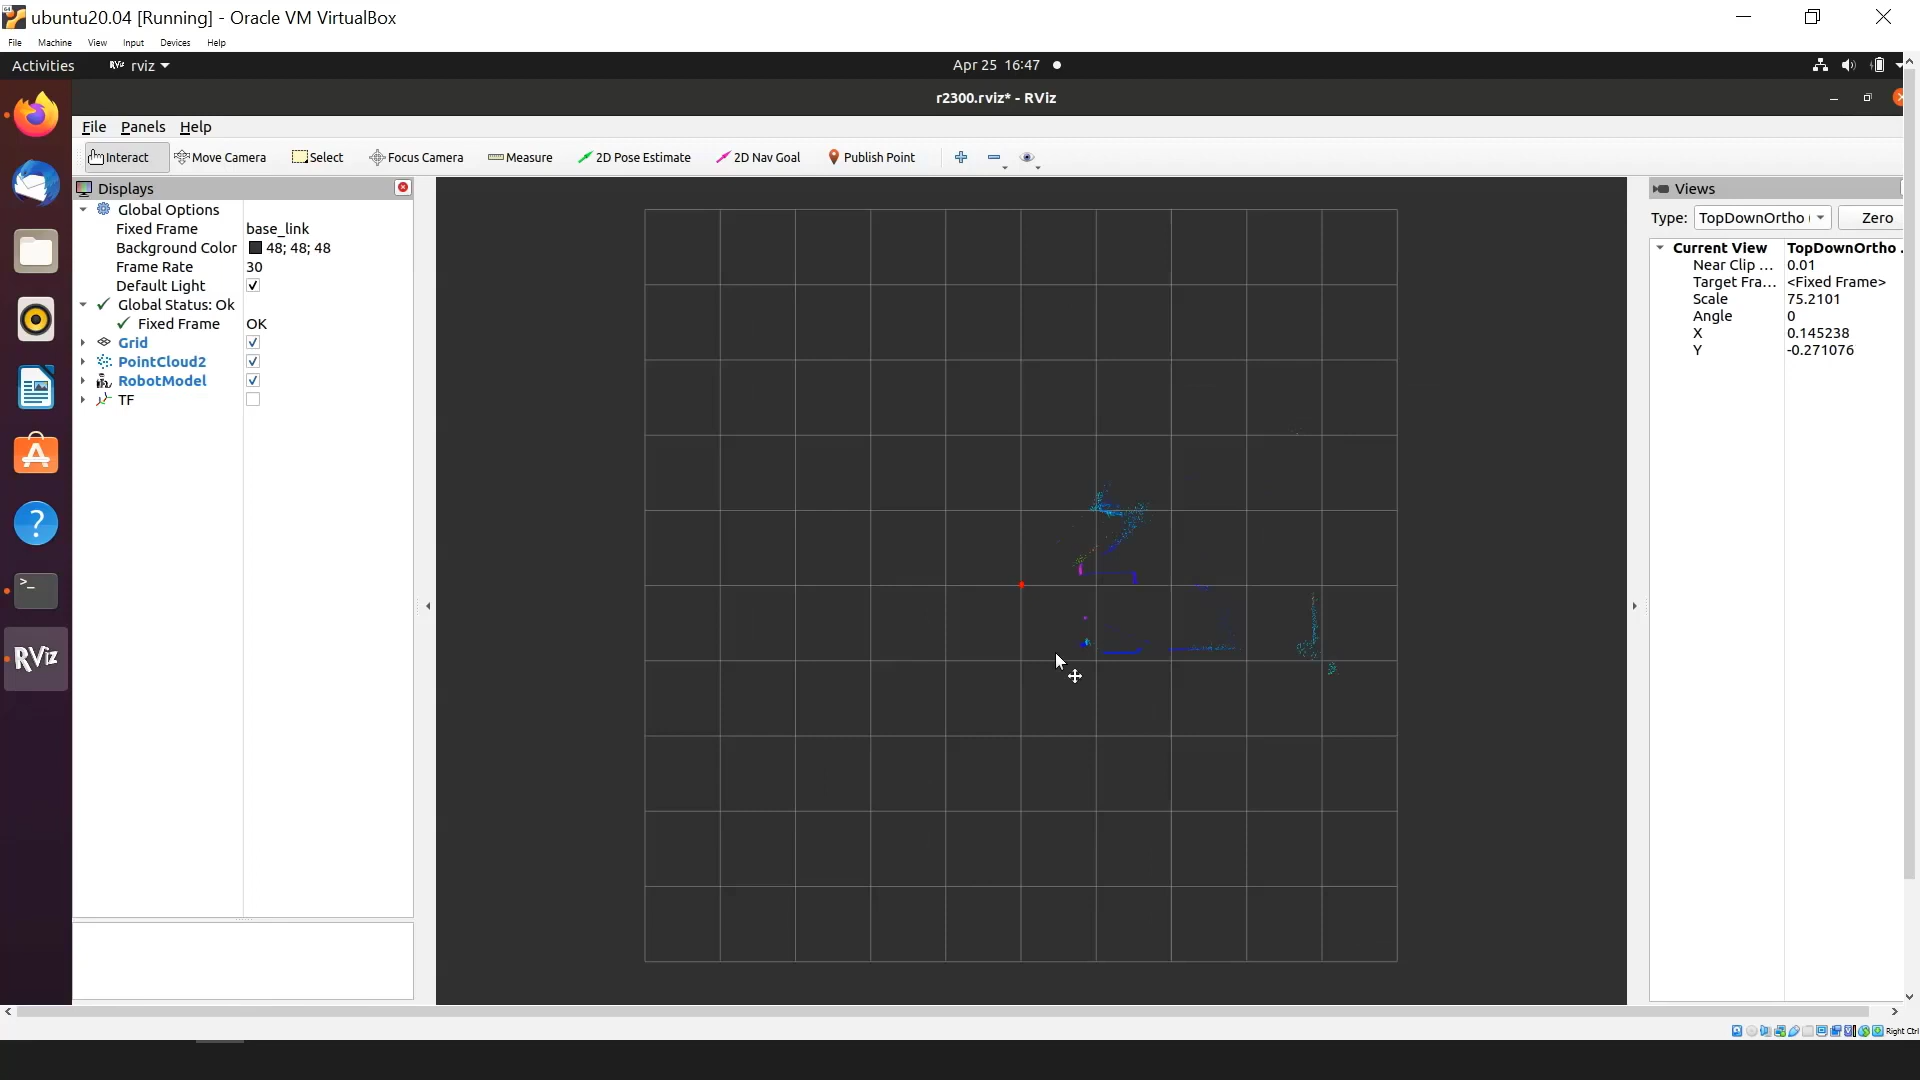 ubuntu20.04 [Running] - Oracle VM VirtualBox
File Machine View Input Devices Help
Activities rviz Apr 25 16:47
r2300.rviz* - RViz
File Panels Help
Interact Move Camera Select Focus Camera Measure 2D Pose Estimate 2D Nav Goal Publish Point
Displays
Global Options
Fixed Frame base_link
Background Color 48; 48; 48
Frame Rate 30
Default Light
Global Status: Ok
Fixed Frame OK
Grid
PointCloud2
RobotModel
TF
Views
Type: TopDownOrtho ( Zero
Current View TopDownOrtho .
Near Clip ... 0.01
Target Fra... <Fixed Frame>
Scale 75.2101
Angle 0
X 0.145238
Y -0.271076
RViz
Right Ctrl